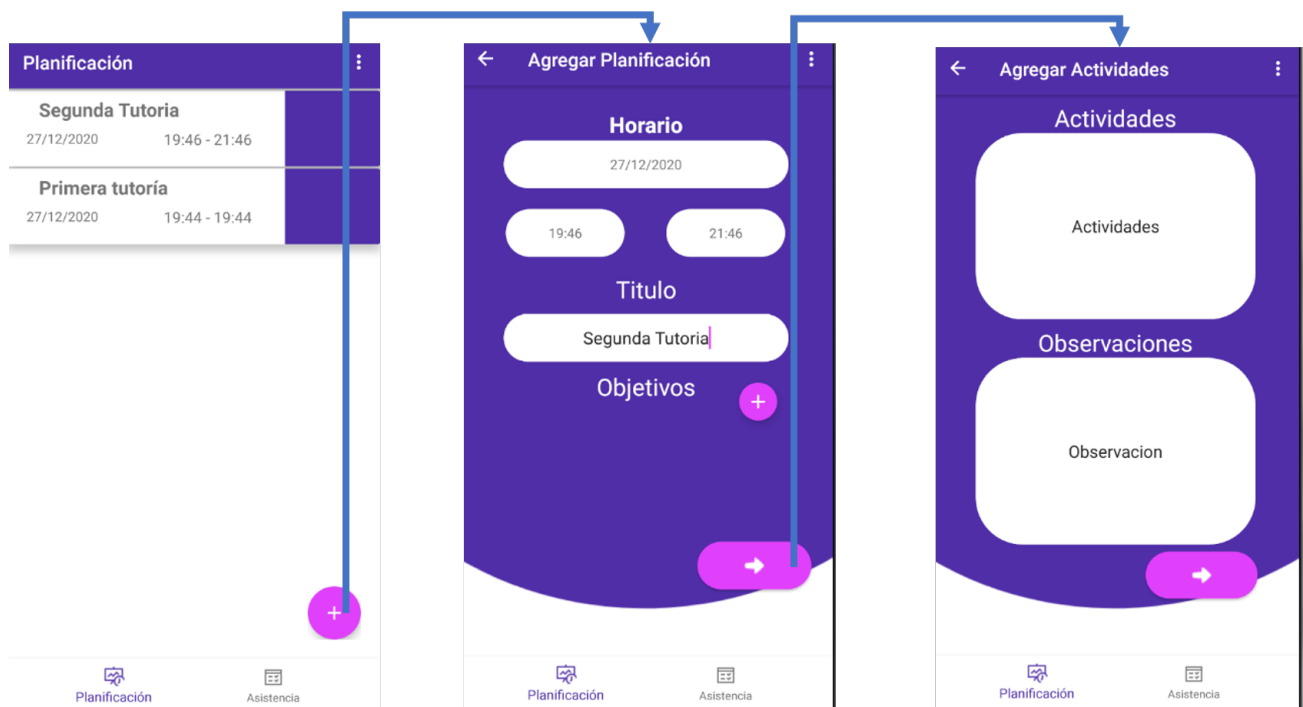 Planificación
Segunda Tutoria
27/12/2020 19:46 - 21:46
Primera tutoría
27/12/2020 19:44 - 19:44
Planificación Asistencia
Agregar Planificación
Horario
27/12/2020
19:46 21:46
Titulo
Segunda Tutoria
Objetivos
Planificación Asistencia
Agregar Actividades
Actividades
Actividades
Observaciones
Observacion
Planificación Asistencia